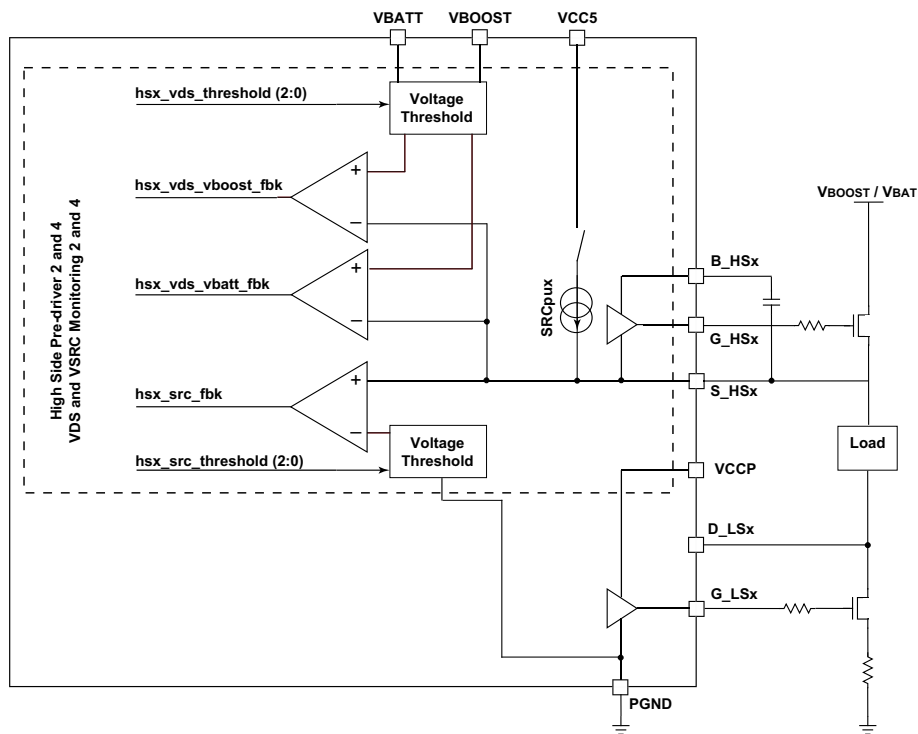 VBATT
VBOOST
VCC5
hsx_vds_threshold (2:0)
Voltage
Threshold
hsx_vds_vboost_fbk
+
−
hsx_vds_vbatt_fbk
+
−
hsx_src_fbk
+
−
Voltage
Threshold
hsx_src_threshold (2:0)
High Side Pre-driver 2 and 4
VDS and VSRC Monitoring 2 and 4
SRCpux
VBOOST / VBAT
B_HSx
G_HSx
S_HSx
Load
VCCP
D_LSx
G_LSx
PGND